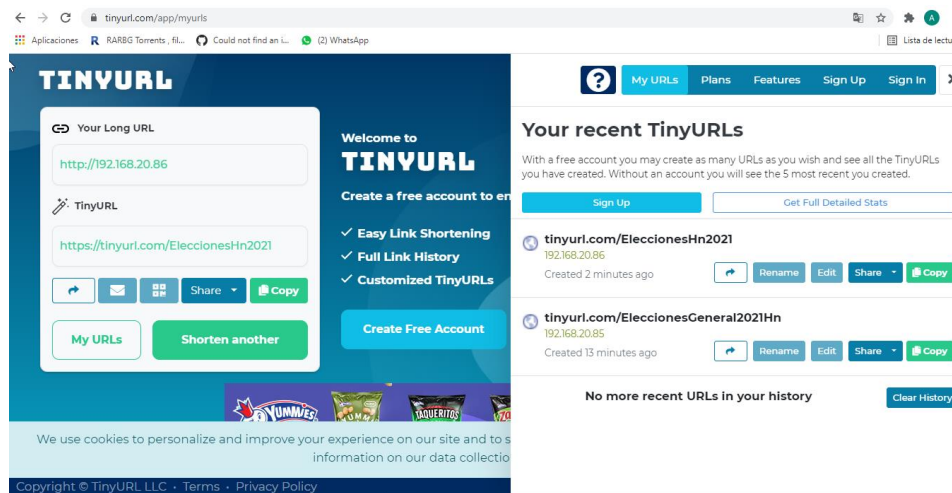 tinyurl.com/app/myurls
Aplicaciones
RARBG Torrents , fil...
Could not find an i...
(2) WhatsApp
Lista de lectu
TINYURL
Your Long URL
http://192.168.20.86
TinyURL
https://tinyurl.com/EleccionesHn2021
Share
Copy
My URLs
Shorten another
Welcome to
TINYURL
Create a free account to en
✓ Easy Link Shortening
✓ Full Link History
✓ Customized TinyURLs
Create Free Account
YUMMIES
TAQUERITOS
We use cookies to personalize and improve your experience on our site and to s
information on our data collectio
Copyright © TinyURL LLC • Terms • Privacy Policy
A
?
My URLs
Plans
Features
Sign Up
Sign In
Your recent TinyURLs
With a free account you may create as many URLs as you wish and see all the TinyURLs
you have created. Without an account you will see the 5 most recent you created.
Sign Up
Get Full Detailed Stats
tinyurl.com/EleccionesHn2021
192.168.20.86
Created 2 minutes ago
Rename
Edit
Share
Copy
tinyurl.com/EleccionesGeneral2021Hn
192.168.20.85
Created 13 minutes ago
Rename
Edit
Share
Copy
No more recent URLs in your history
Clear History